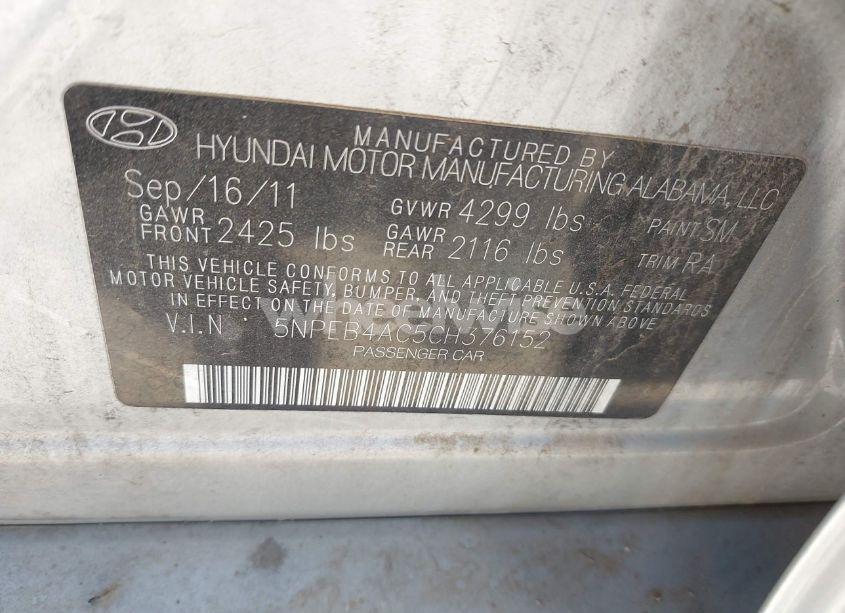 MANUFACTURED BY
HYUNDAI MOTOR MANUFACTURING ALABAMA, LLC
Sep/16/11 GVWR 4299 lbs PAINT SM
GAWR FRONT 2425 lbs GAWR REAR 2116 lbs TRIM RA
THIS VEHICLE CONFORMS TO ALL APPLICABLE U.S.A. FEDERAL
MOTOR VEHICLE SAFETY, BUMPER, AND THEFT PREVENTION STANDARDS
IN EFFECT ON THE DATE OF MANUFACTURE SHOWN ABOVE
V.I.N : 5NPEB4AC5CH376152
PASSENGER CAR